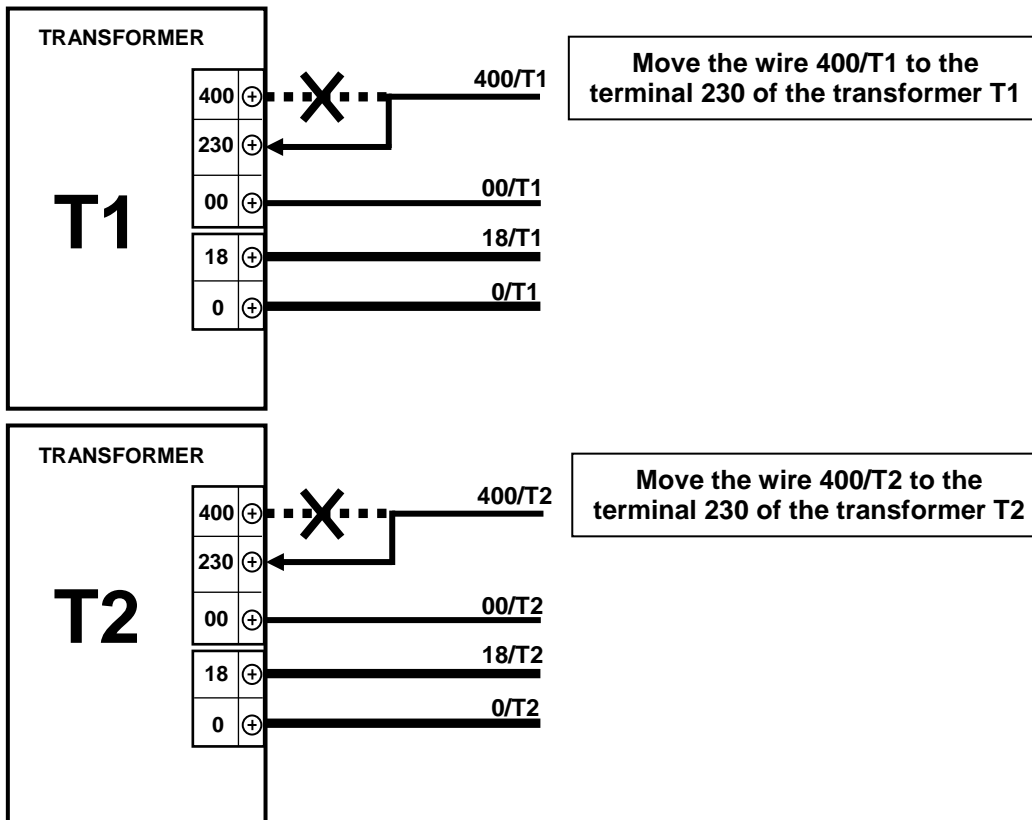 TRANSFORMER
400
400/T1
Move the wire 400/T1 to the
terminal 230 of the transformer T1
230
T1
00
00/T1
18
18/T1
0
0/T1
TRANSFORMER
400
400/T2
Move the wire 400/T2 to the
terminal 230 of the transformer T2
230
T2
00
00/T2
18
18/T2
0
0/T2